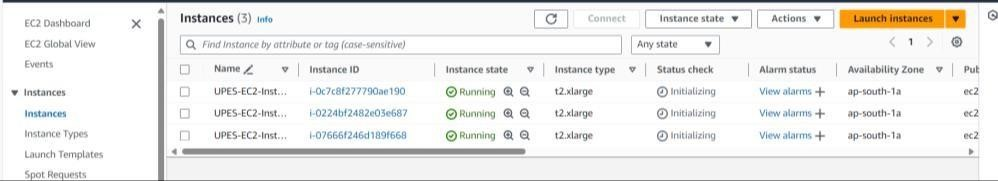 EC2 Dashboard
EC2 Global View
Events
Instances
Instances
Instance Types
Launch Templates
Spot Requests
Instances (3) Info
Connect Instance state Actions Launch instances
Find Instance by attribute or tag (case-sensitive) Any state 1
Name Instance ID Instance state Instance type Status check Alarm status Availability Zone Pub
UPES-EC2-Inst... i-0c7c8f277790ae190 Running t2.xlarge Initializing View alarms + ap-south-1a ec2
UPES-EC2-Inst... i-0224bf2482e03e687 Running t2.xlarge Initializing View alarms + ap-south-1a ec2
UPES-EC2-Inst... i-07666f246d189f668 Running t2.xlarge Initializing View alarms + ap-south-1a ec2